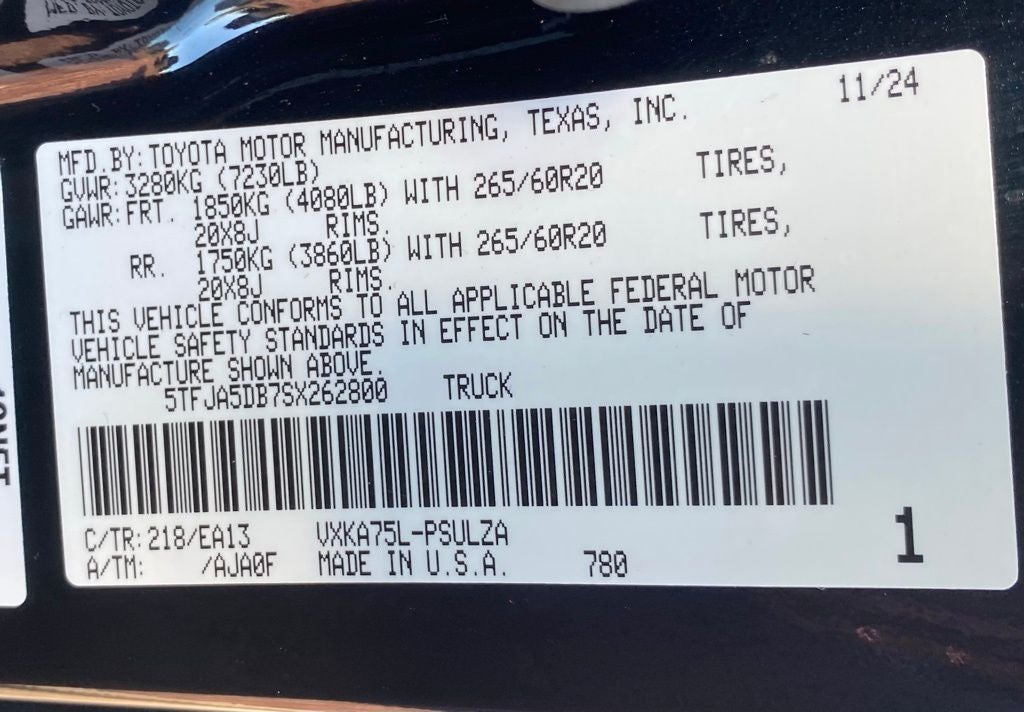 11/24
MFD.BY: TOYOTA MOTOR MANUFACTURING, TEXAS, INC.
GVWR: 3280KG (7230LB)
GAWR: FRT. 1850KG (4080LB) WITH 265/60R20 TIRES,
20X8J RIMS.
RR. 1750KG (3860LB) WITH 265/60R20 TIRES,
20X8J RIMS.
THIS VEHICLE CONFORMS TO ALL APPLICABLE FEDERAL MOTOR
VEHICLE SAFETY STANDARDS IN EFFECT ON THE DATE OF
MANUFACTURE SHOWN ABOVE.
5TFJA5DB7SX262800 TRUCK
C/TR: 218/EA13 VXKA75L-PSULZA
A/TM: /AJA0F MADE IN U.S.A. 780
1